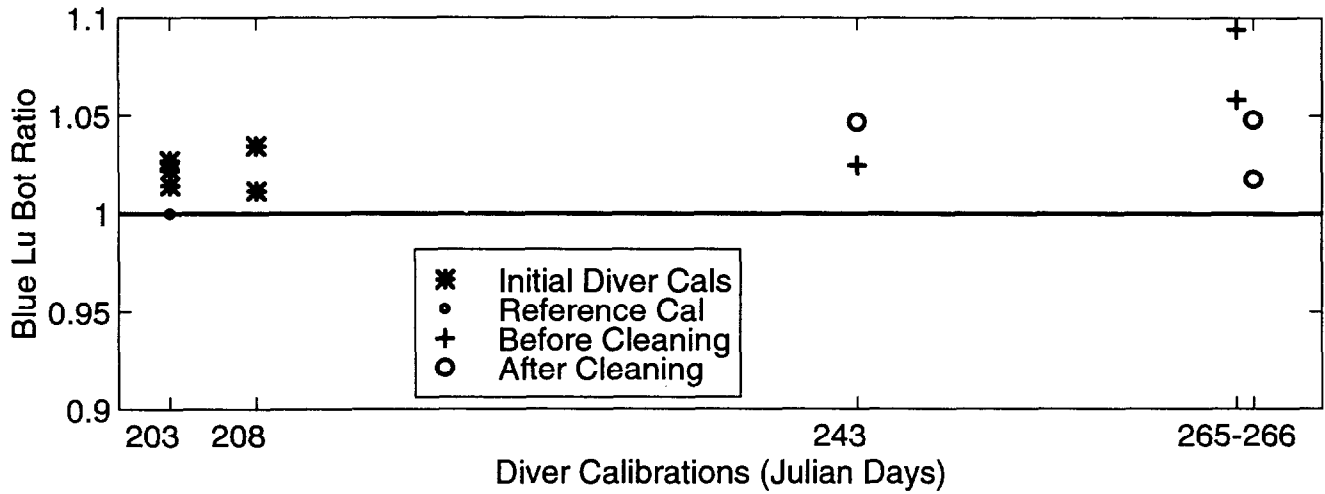 Blue Lu Bot Ratio
1.1
1.05
1
0.95
0.9
Initial Diver Cals
Reference Cal
Before Cleaning
After Cleaning
203 208 243 265-266
Diver Calibrations (Julian Days)